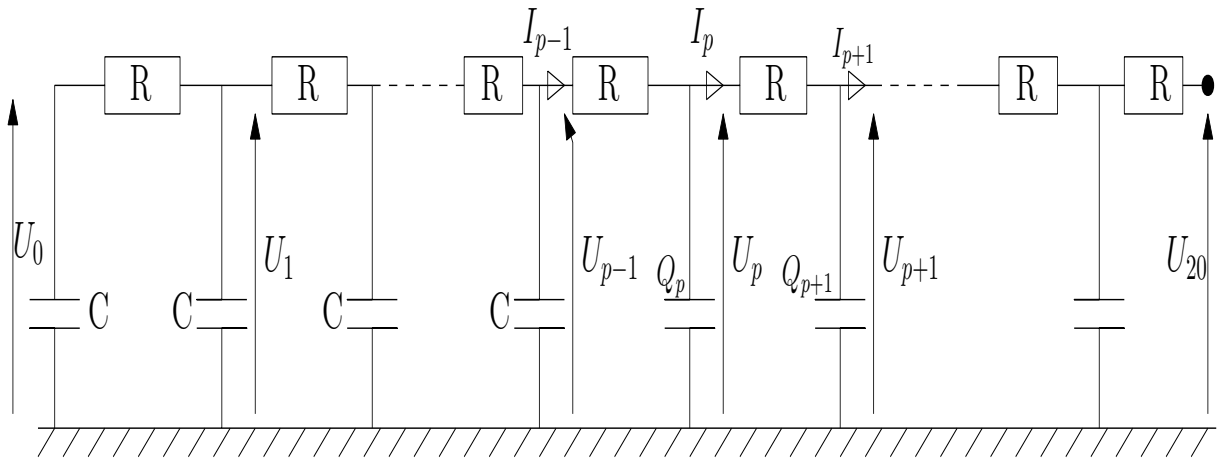 I_{p-1} I_p I_{p+1}
R R R R R R R
U_0 U_1 U_{p-1} Q_p U_p Q_{p+1} U_{p+1} U_{20}
C C C C